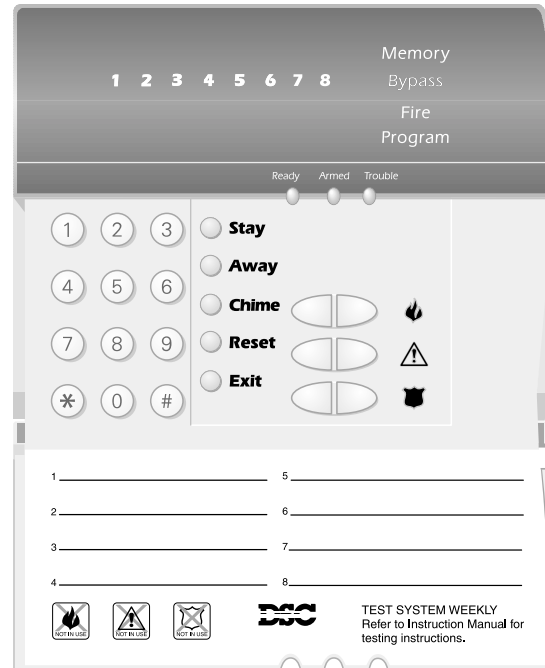 Memory
1 2 3 4 5 6 7 8 Bypass
Fire
Program
Ready Armed Trouble
1 2 3
Stay
Away
4 5 6
Chime
7 8 9
Reset
Exit
* 0 #
1
5
2
6
3
7
4
8
NOT IN USE NOT IN USE NOT IN USE
DSC
TEST SYSTEM WEEKLY
Refer to Instruction Manual for
testing instructions.